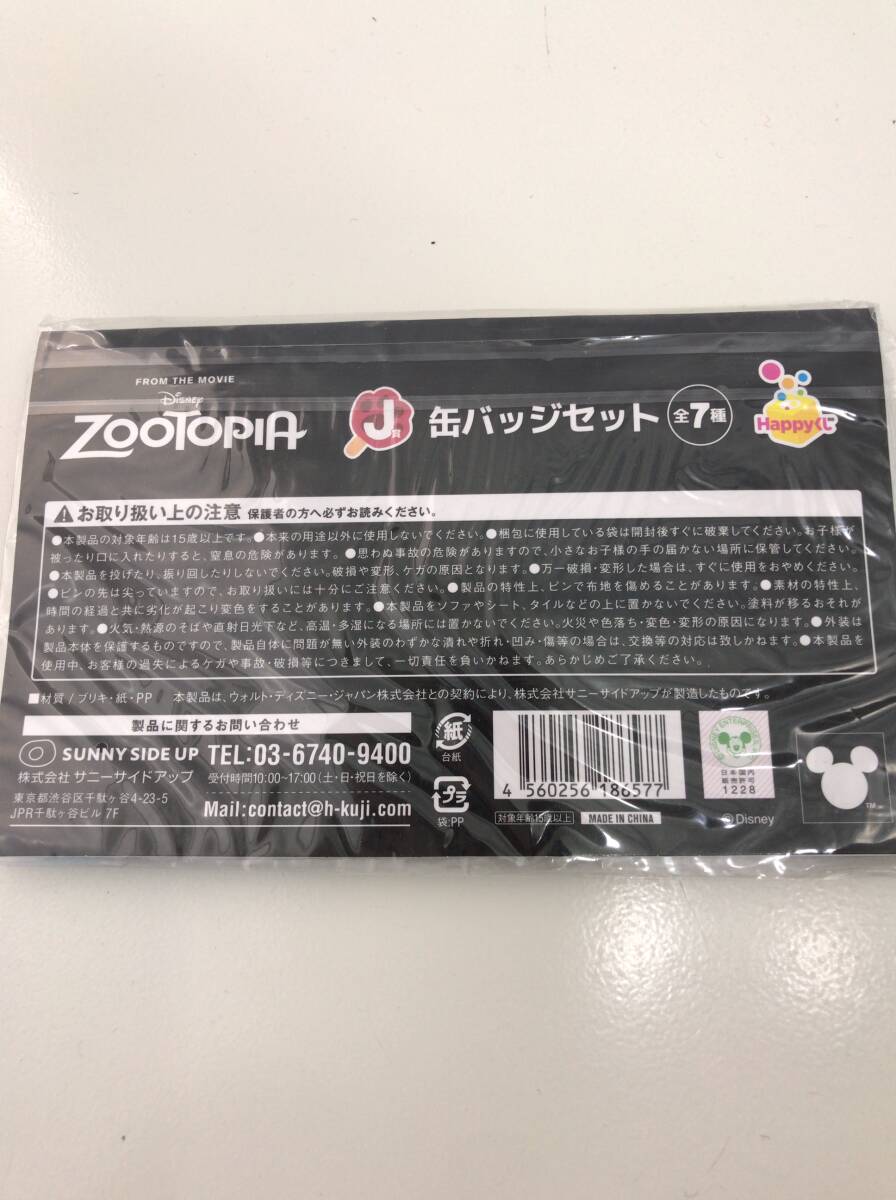 FROM THE MOVIE
Disney
ZOOTOPIA
J賞
缶バッジセット
全7種
Happyくじ
お取り扱い上の注意 保護者の方へ必ずお読みください。
●本製品の対象年齢は15歳以上です。●本来の用途以外に使用しないでください。●梱包に使用している袋は開封後すぐに破棄してください。お子様が
被ったり口に入れたりすると、窒息の危険があります。●思わぬ事故の危険がありますので、小さなお子様の手の届かない場所に保管してください。
●本製品を投げたり、振り回したりしないでください。破損や変形、ケガの原因となります。●万一破損・変形した場合は、すぐに使用をおやめください。
●ピンの先は尖っていますので、お取り扱いには十分にご注意ください。●製品の特性上、ピンで布地を傷めることがあります。●素材の特性上、
時間の経過と共に劣化が起こり変色をすることがあります。●本製品をソファやシート、タイルなどの上に置かないでください。塗料が移るおそれが
あります。●火気・熱源のそばや直射日光下など、高温・多湿になる場所には置かないでください。火災や色落ち・変色・変形の原因になります。●外装は
製品本体を保護するものですので、製品自体に問題が無い外装のわずかな潰れや折れ・凹み・傷等の場合は、交換等の対応は致しかねます。●本製品を
使用中、お客様の過失によるケガや事故・破損等につきまして、一切責任を負いかねます。あらかじめご了承ください。
■材質/ブリキ・紙・PP 本製品は、ウォルト・ディズニー・ジャパン株式会社との契約により、株式会社サニーサイドアップが製造したものです。
製品に関するお問い合わせ
SUNNY SIDE UP TEL:03-6740-9400
株式会社 サニーサイドアップ 受付時間10:00~17:00(土・日・祝日を除く)
東京都渋谷区千駄ヶ谷4-23-5
JPR千駄ヶ谷ビル 7F
Mail:contact@h-kuji.com
紙
台紙
プラ
袋:PP
4 560256 186577
対象年齢15歳以上
MADE IN CHINA
日本国内
販売許可
1228
©Disney
TM